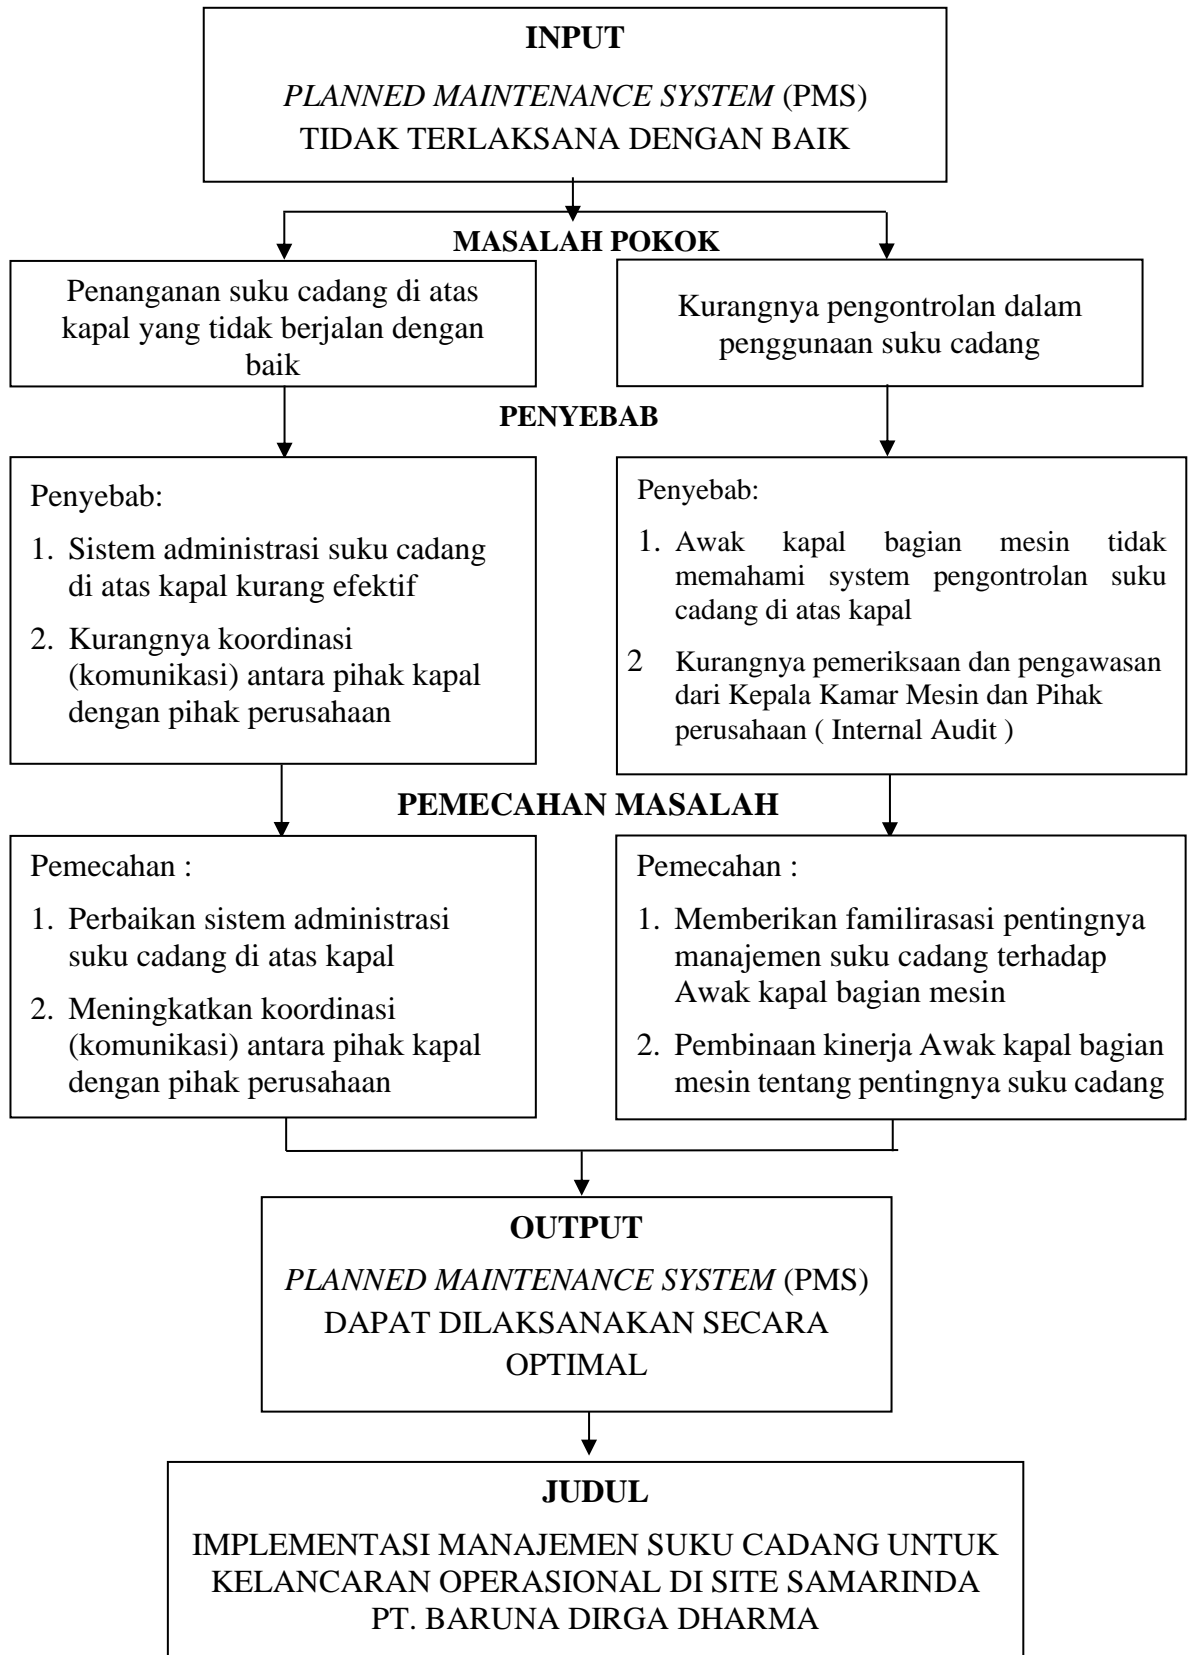 INPUT
PLANNED MAINTENANCE SYSTEM (PMS)
TIDAK TERLAKSANA DENGAN BAIK
MASALAH POKOK
Penanganan suku cadang di atas
kapal yang tidak berjalan dengan
baik
Kurangnya pengontrolan dalam
penggunaan suku cadang
PENYEBAB
Penyebab:
1. Sistem administrasi suku cadang
di atas kapal kurang efektif
2. Kurangnya koordinasi
(komunikasi) antara pihak kapal
dengan pihak perusahaan
Penyebab:
1. Awak kapal bagian mesin tidak
memahami system pengontrolan suku
cadang di atas kapal
2 Kurangnya pemeriksaan dan pengawasan
dari Kepala Kamar Mesin dan Pihak
perusahaan ( Internal Audit )
PEMECAHAN MASALAH
Pemecahan :
1. Perbaikan sistem administrasi
suku cadang di atas kapal
2. Meningkatkan koordinasi
(komunikasi) antara pihak kapal
dengan pihak perusahaan
Pemecahan :
1. Memberikan familirasasi pentingnya
manajemen suku cadang terhadap
Awak kapal bagian mesin
2. Pembinaan kinerja Awak kapal bagian
mesin tentang pentingnya suku cadang
OUTPUT
PLANNED MAINTENANCE SYSTEM (PMS)
DAPAT DILAKSANAKAN SECARA
OPTIMAL
JUDUL
IMPLEMENTASI MANAJEMEN SUKU CADANG UNTUK
KELANCARAN OPERASIONAL DI SITE SAMARINDA
PT. BARUNA DIRGA DHARMA